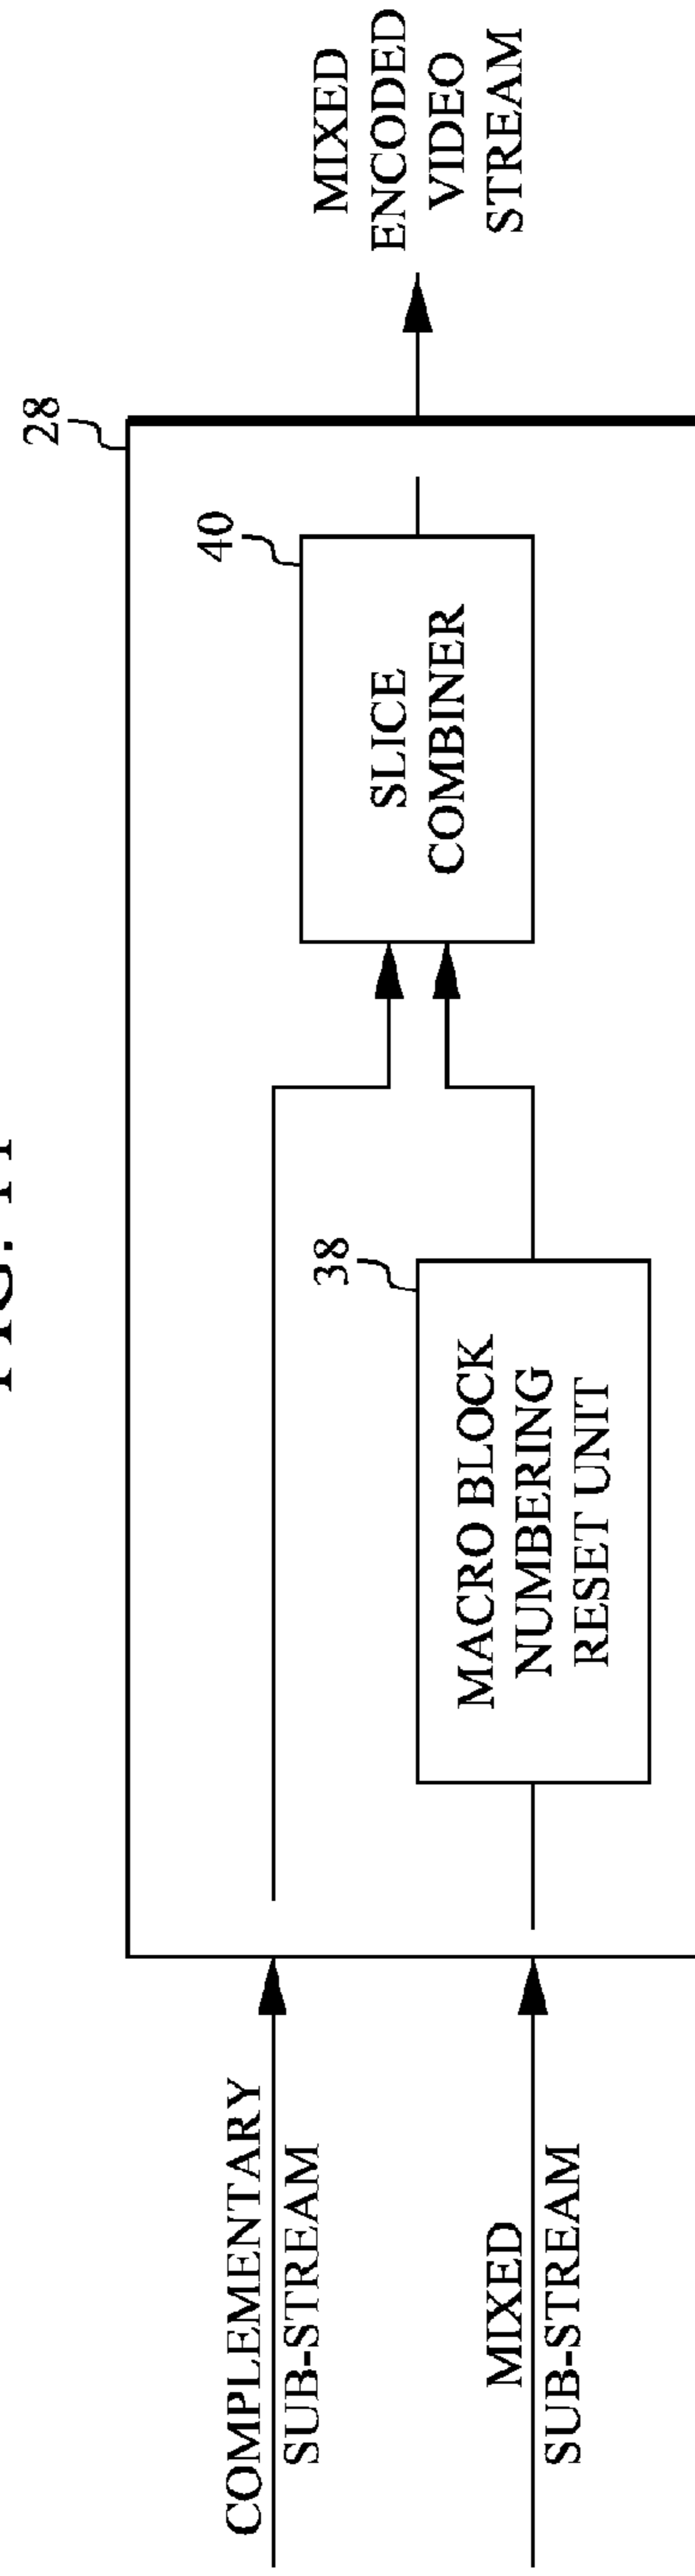 28
COMPLEMENTARY
SUB-STREAM
MIXED
SUB-STREAM
38
MACRO BLOCK
NUMBERING
RESET UNIT
40
SLICE
COMBINER
MIXED
ENCODED
VIDEO
STREAM